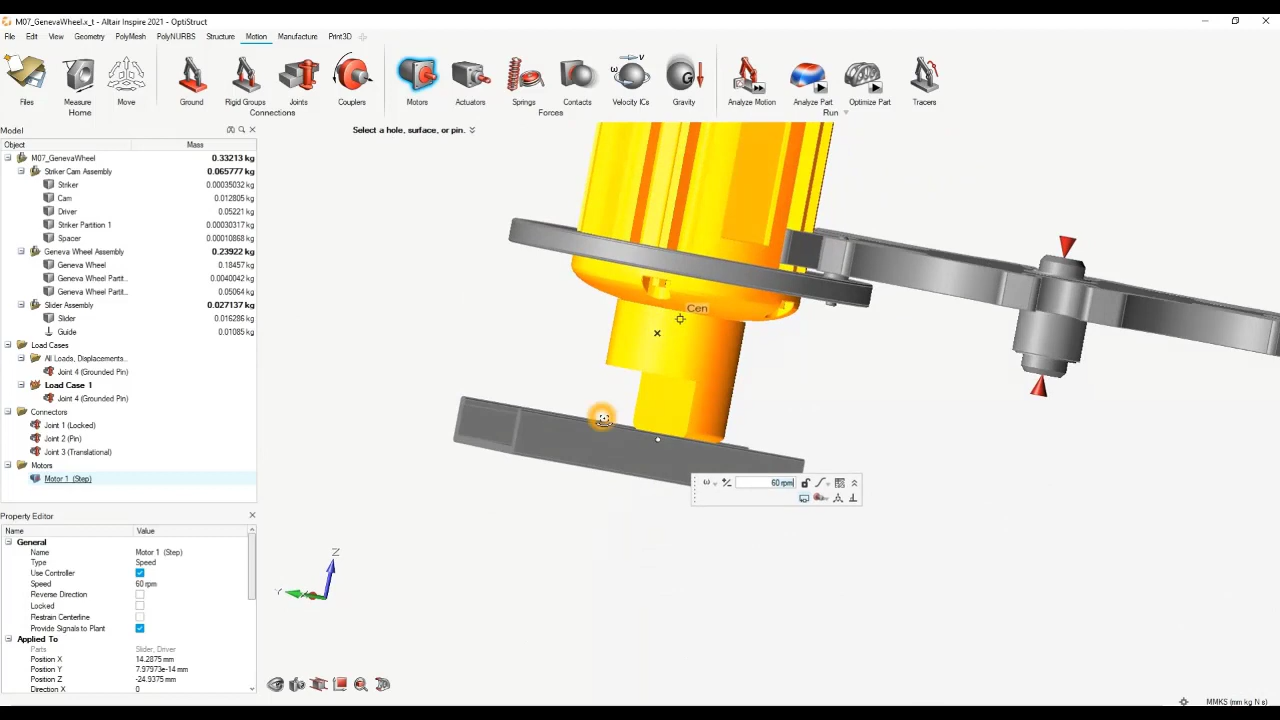 M07_GenevaWheel.x_t - Altair Inspire 2021 - OptiStruct
File Edit View Geometry PolyMesh PolyNURBS Structure Motion Manufacture Print3D
Files Measure Move Ground Rigid Groups Joints Couplers Motors Actuators Springs Contacts Velocity ICs Gravity Analyze Motion Analyze Part Optimize Part Tracers
Home Connections Forces Run
Model
Select a hole, surface, or pin.
Object Mass
M07_GenevaWheel 0.33213 kg
Striker Cam Assembly 0.065777 kg
Striker 0.00035032 kg
Cam 0.012805 kg
Driver 0.05221 kg
Striker Partition 1 0.00030317 kg
Spacer 0.00010868 kg
Geneva Wheel Assembly 0.23922 kg
Geneva Wheel 0.18457 kg
Geneva Wheel Partit... 0.0040042 kg
Geneva Wheel Partit... 0.05064 kg
Slider Assembly 0.027137 kg
Slider 0.016286 kg
Guide 0.01085 kg
Load Cases
All Loads, Displacements...
Joint 4 (Grounded Pin)
Load Case 1
Joint 4 (Grounded Pin)
Connectors
Joint 1 (Locked)
Joint 2 (Pin)
Joint 3 (Translational)
Motors
Motor 1 (Step)
Cen
60 rpm
Property Editor
Name Value
General
Name Motor 1 (Step)
Type Speed
Use Controller
Speed 60 rpm
Reverse Direction
Locked
Restrain Centerline
Provide Signals to Plant
Applied To
Parts Slider, Driver
Position X 14.2875 mm
Position Y 7.97973e-14 mm
Position Z -24.9375 mm
Direction X 0
Z
Y
MMKS (mm kg N s)